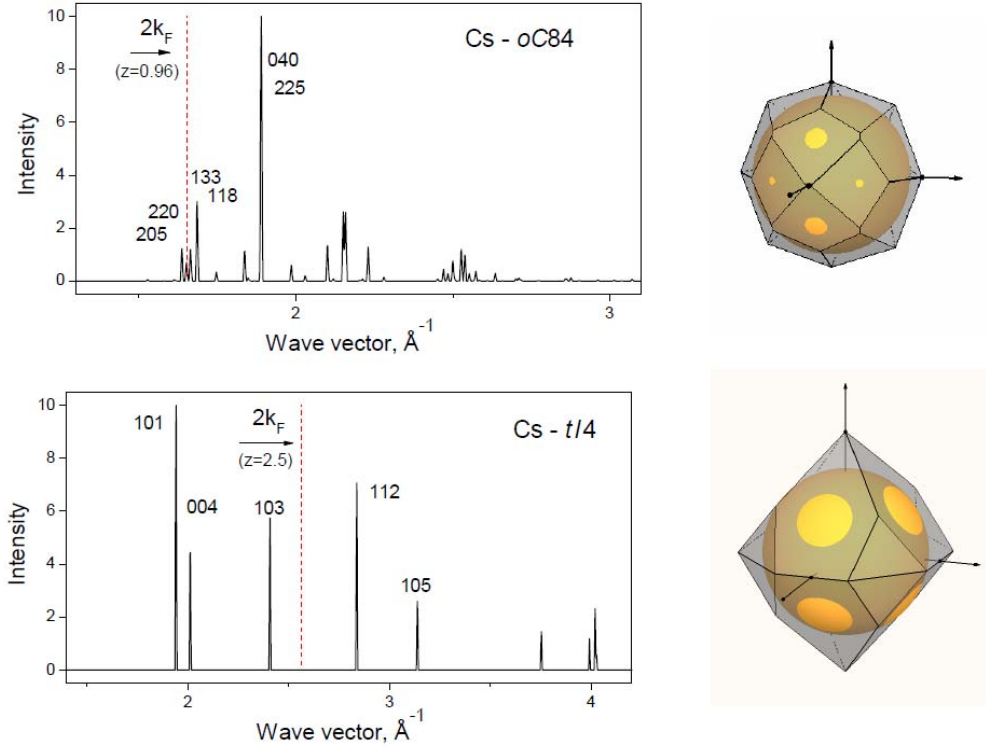 10
8
6
4
2
0
Intensity
2k_F
(z=0.96)
Cs - oC84
040
225
133
118
220
205
2
3
Wave vector, Å^-1
10
8
6
4
2
0
Intensity
101
2k_F
(z=2.5)
Cs - tI4
004
103
112
105
2
3
4
Wave vector, Å^-1